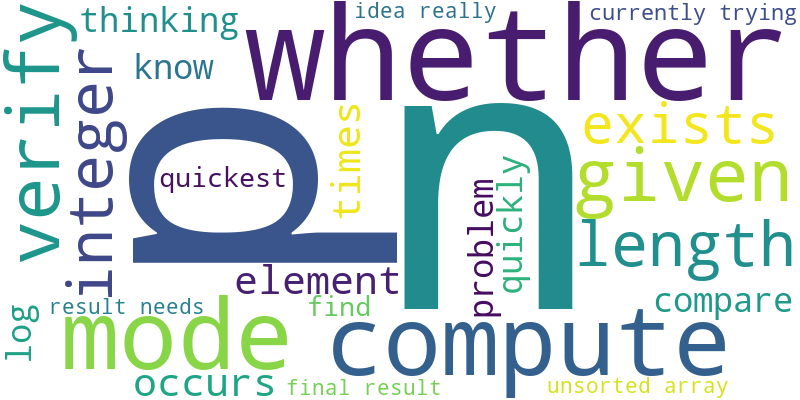 thinking
idea really
currently trying
know
whether
verify
integer
p
n
quickest
times
exists
given
problem
quickly
length
element
compare
log
result needs
find
mode
compute
occurs
final result
unsorted array